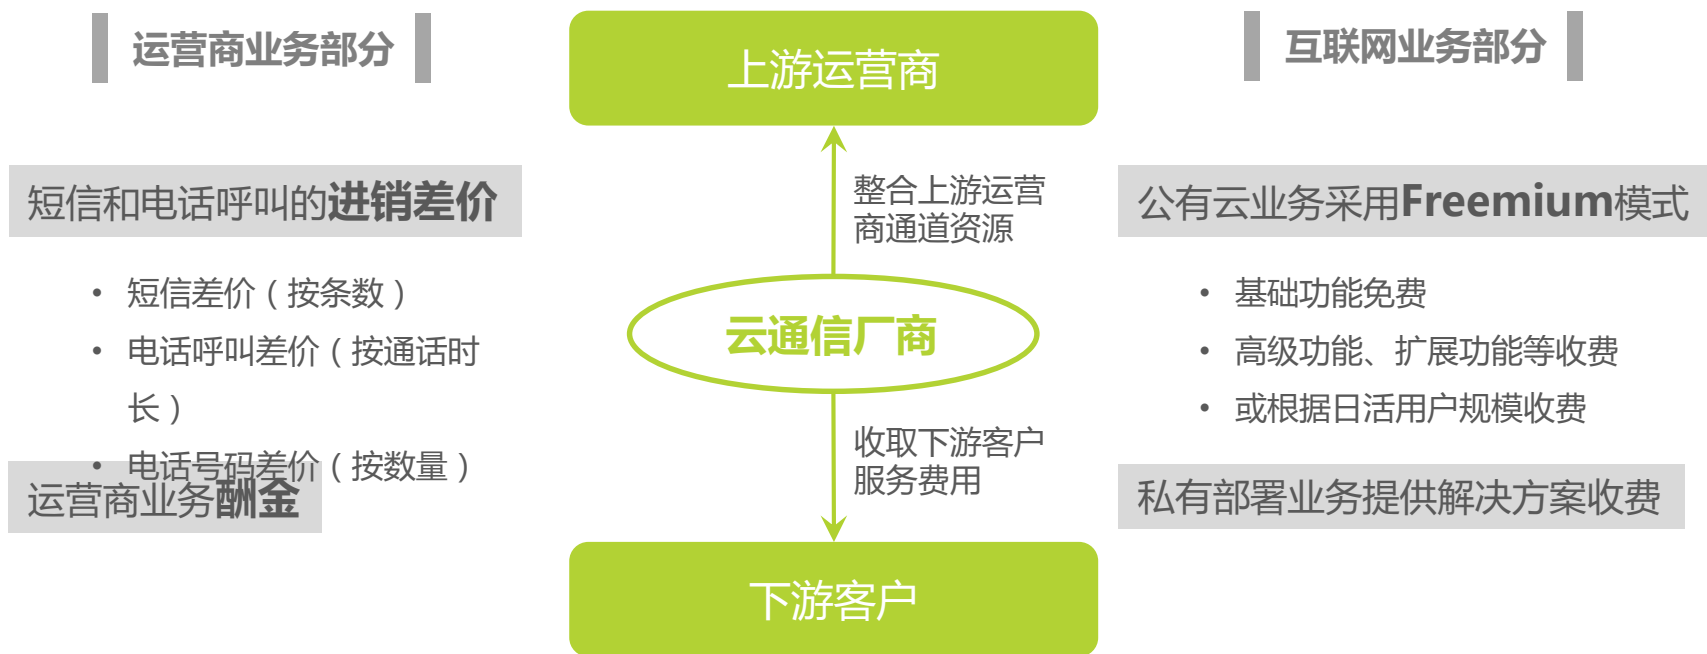 运营商业务部分
短信和电话呼叫的进销差价
• 短信差价（按条数）
• 电话呼叫差价（按通话时
长）
• 电话号码差价（按数量）
运营商业务酬金
上游运营商
整合上游运营
商通道资源
云通信厂商
收取下游客户
服务费用
下游客户
互联网业务部分
公有云业务采用Freemium模式
• 基础功能免费
• 高级功能、扩展功能等收费
• 或根据日活用户规模收费
私有部署业务提供解决方案收费